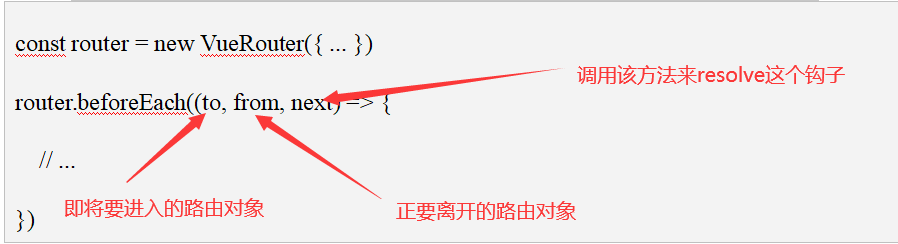 const router = new VueRouter({ ... })
调用该方法来resolve这个钩子
router.beforeEach((to, from, next) => {
// ...
即将要进入的路由对象
正要离开的路由对象
})